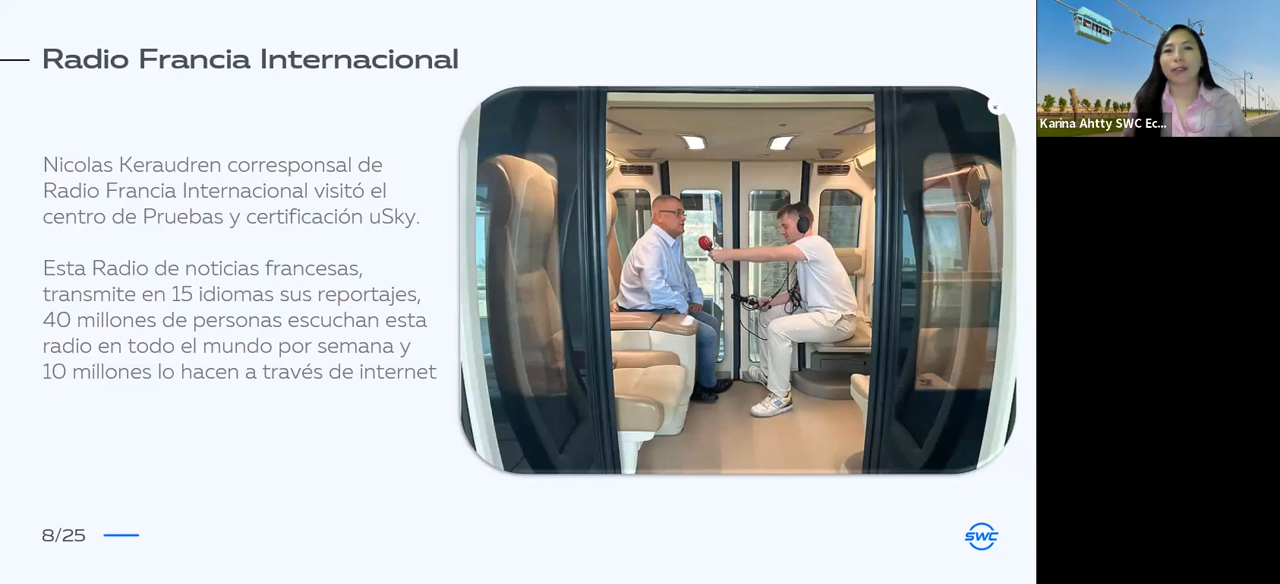 Radio Francia Internacional
Nicolas Keraudren corresponsal de
Radio Francia Internacional visitó el
centro de Pruebas y certificación uSky.
Esta Radio de noticias francesas,
transmite en 15 idiomas sus reportajes,
40 millones de personas escuchan esta
radio en todo el mundo por semana y
10 millones lo hacen a través de internet
8/25
SWC
Karina Ahtty SWC Ec...